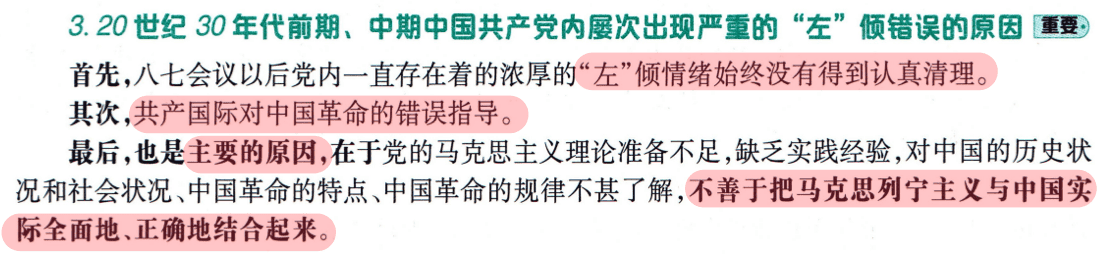 3. 20世纪30年代前期、中期中国共产党内屡次出现严重的“左”倾错误的原因 重要
首先,八七会议以后党内一直存在着的浓厚的“左”倾情绪始终没有得到认真清理。
其次,共产国际对中国革命的错误指导。
最后,也是主要的原因,在于党的马克思主义理论准备不足,缺乏实践经验,对中国的历史状
况和社会状况、中国革命的特点、中国革命的规律不甚了解,不善于把马克思列宁主义与中国实
际全面地、正确地结合起来。